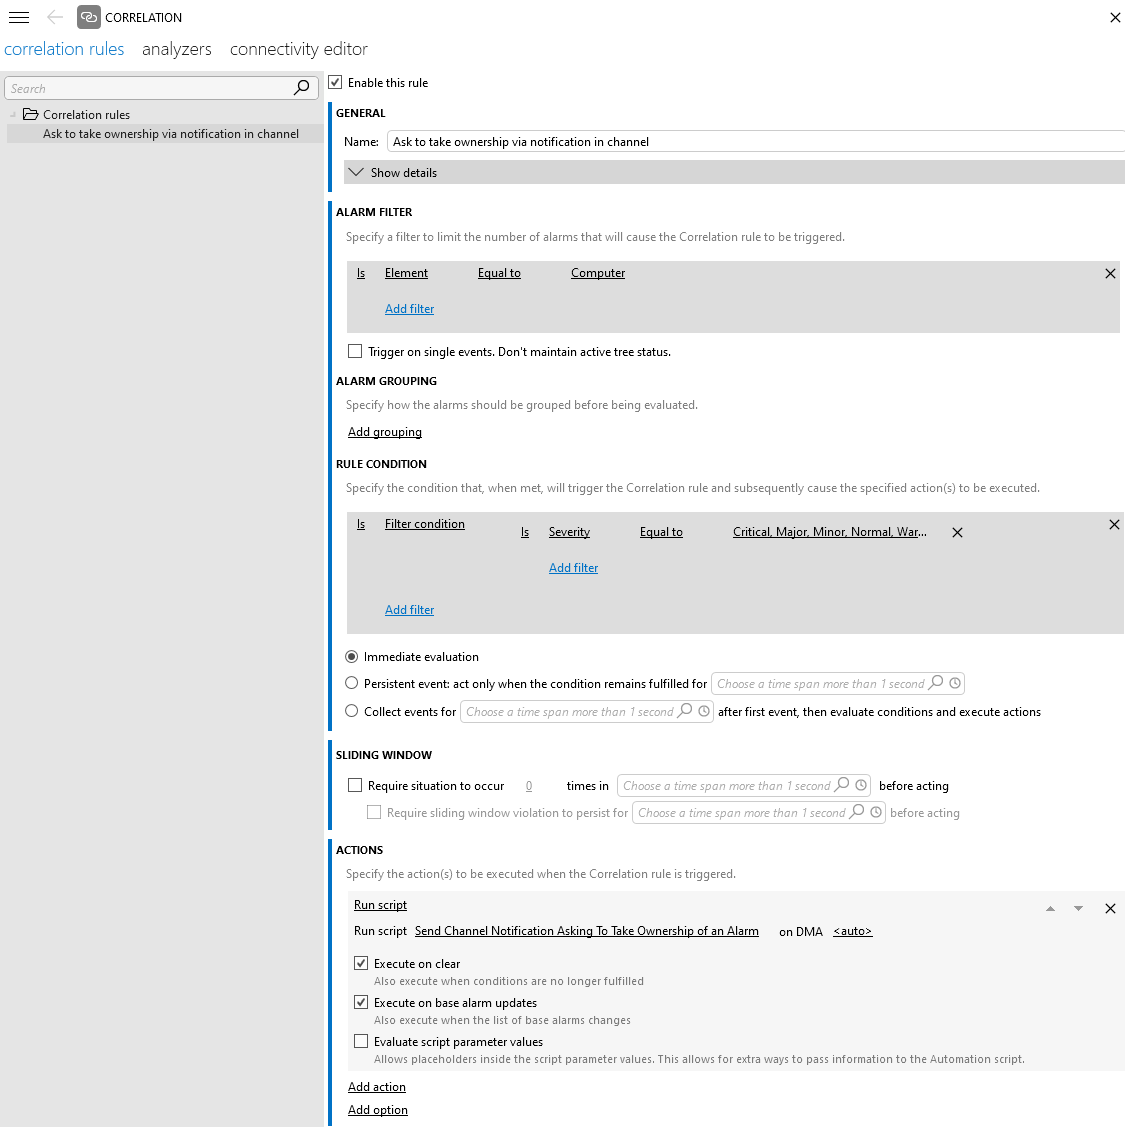 CORRELATION
correlation rules analyzers connectivity editor
Search
Enable this rule
Correlation rules
Ask to take ownership via notification in channel
GENERAL
Name: Ask to take ownership via notification in channel
Show details
ALARM FILTER
Specify a filter to limit the number of alarms that will cause the Correlation rule to be triggered.
Is Element Equal to Computer
Add filter
Trigger on single events. Don't maintain active tree status.
ALARM GROUPING
Specify how the alarms should be grouped before being evaluated.
Add grouping
RULE CONDITION
Specify the condition that, when met, will trigger the Correlation rule and subsequently cause the specified action(s) to be executed.
Is Filter condition
Is Severity Equal to Critical, Major, Minor, Normal, War...
Add filter
Add filter
Immediate evaluation
Persistent event: act only when the condition remains fulfilled for Choose a time span more than 1 second
Collect events for Choose a time span more than 1 second after first event, then evaluate conditions and execute actions
SLIDING WINDOW
Require situation to occur 0 times in Choose a time span more than 1 second before acting
Require sliding window violation to persist for Choose a time span more than 1 second before acting
ACTIONS
Specify the action(s) to be executed when the Correlation rule is triggered.
Run script
Run script Send Channel Notification Asking To Take Ownership of an Alarm on DMA <auto>
Execute on clear
Also execute when conditions are no longer fulfilled
Execute on base alarm updates
Also execute when the list of base alarms changes
Evaluate script parameter values
Allows placeholders inside the script parameter values. This allows for extra ways to pass information to the Automation script.
Add action
Add option